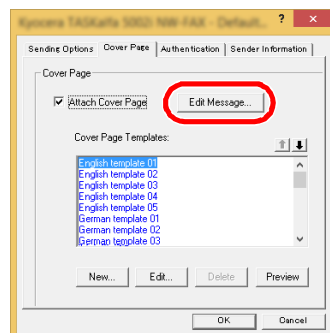 Kyocera TASKalfa 5002i NW-FAX - Default...
?
Sending Options Cover Page Authentication Sender Information
Cover Page
Attach Cover Page Edit Message...
Cover Page Templates:
English template 01
English template 02
English template 03
English template 04
English template 05
German template 01
German template 02
German template 03
New... Edit... Delete Preview
OK Cancel